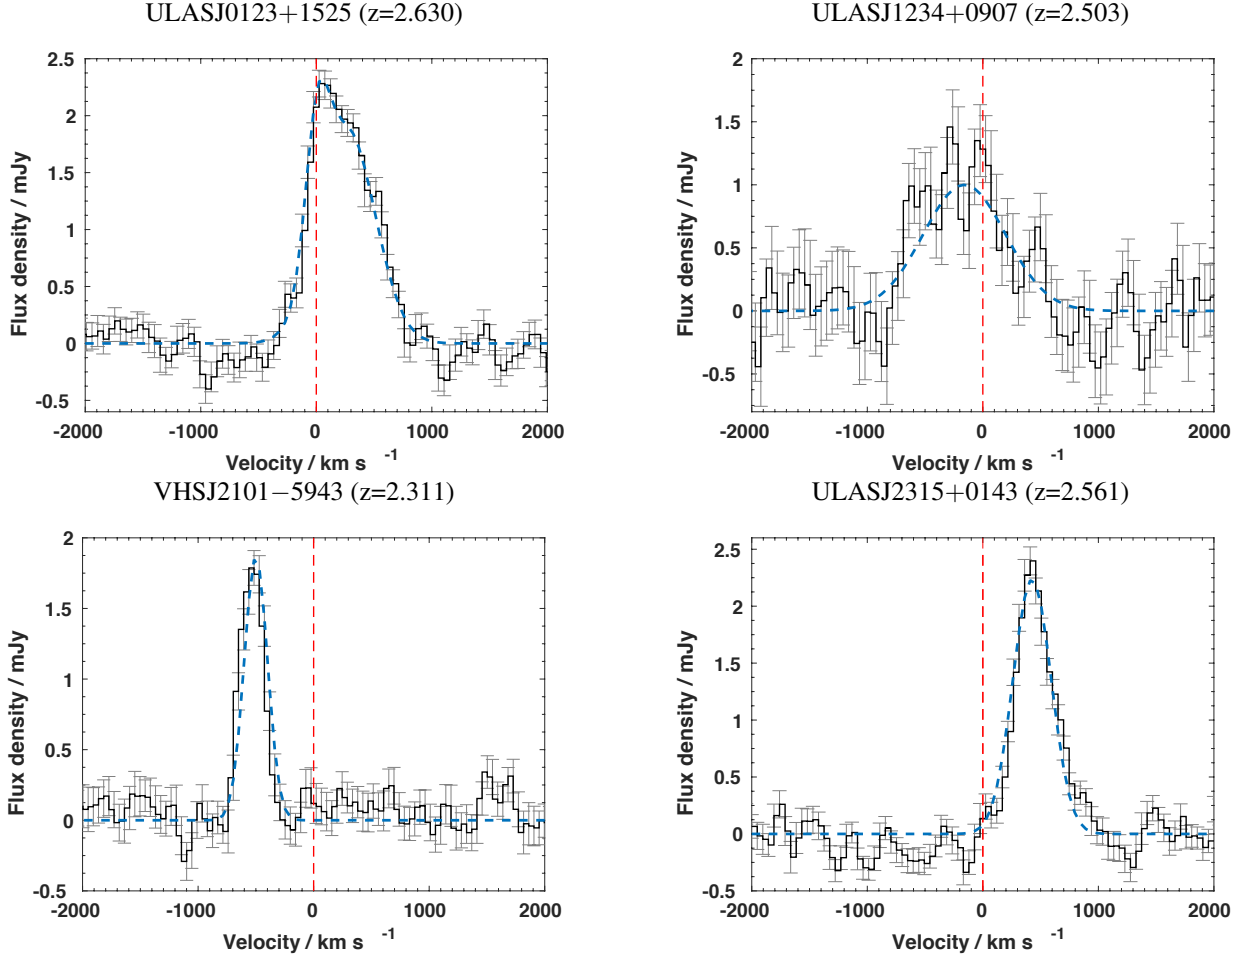 ULASJ0123+1525 (z=2.630)
2.5
2
1.5
1
0.5
0
-0.5
Flux density / mJy
-2000 -1000 0 1000 2000
Velocity / km s -1
ULASJ1234+0907 (z=2.503)
2
1.5
1
0.5
0
-0.5
Flux density / mJy
-2000 -1000 0 1000 2000
Velocity / km s -1
VHSJ2101−5943 (z=2.311)
2
1.5
1
0.5
0
-0.5
Flux density / mJy
-2000 -1000 0 1000 2000
Velocity / km s -1
ULASJ2315+0143 (z=2.561)
2.5
2
1.5
1
0.5
0
-0.5
Flux density / mJy
-2000 -1000 0 1000 2000
Velocity / km s -1